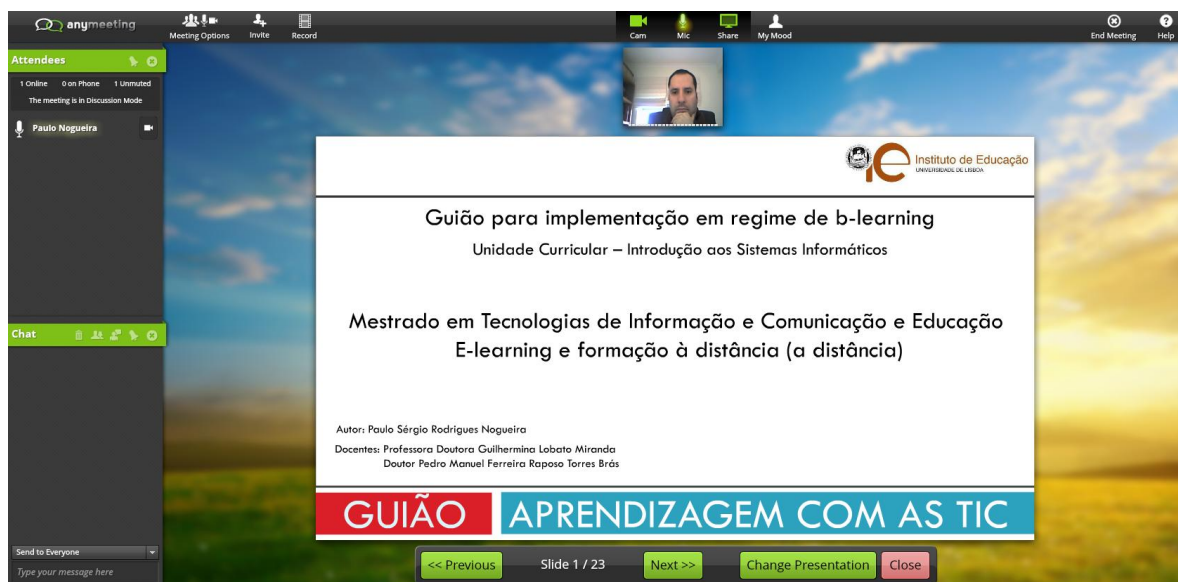 anymeeting
Meeting Options
Invite
Record
Cam
Mic
Share
My Mood
End Meeting
Help
Attendees
1 Online 0 on Phone 1 Unmuted
The meeting is in Discussion Mode
Paulo Nogueira
ie Instituto de Educação
UNIVERSIDADE DE LISBOA
Guião para implementação em regime de b-learning
Unidade Curricular – Introdução aos Sistemas Informáticos
Mestrado em Tecnologias de Informação e Comunicação e Educação
E-learning e formação à distância (a distância)
Autor: Paulo Sérgio Rodrigues Nogueira
Docentes: Professora Doutora Guilhermina Lobato Miranda
Doutor Pedro Manuel Ferreira Raposo Torres Brás
GUIÃO APRENDIZAGEM COM AS TIC
Chat
Send to Everyone
Type your message here
<< Previous
Slide 1 / 23
Next >>
Change Presentation
Close